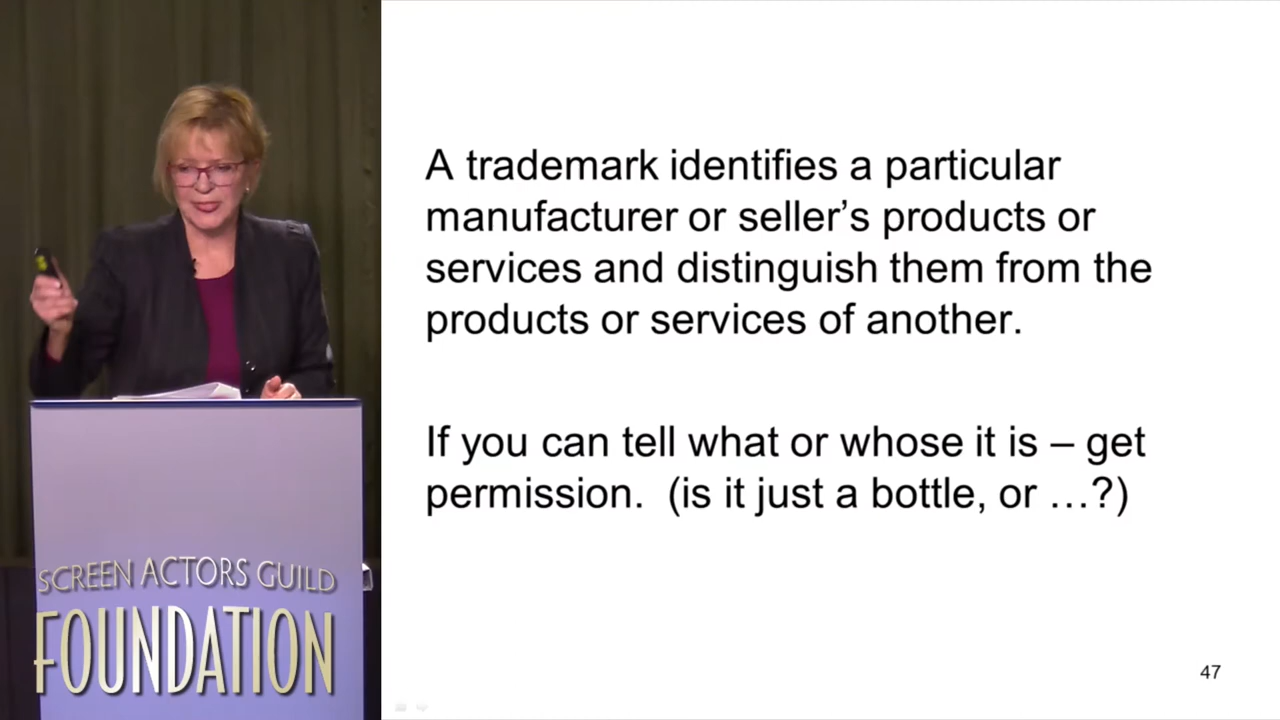 A trademark identifies a particular
manufacturer or seller’s products or
services and distinguish them from the
products or services of another.
If you can tell what or whose it is – get
permission.  (is it just a bottle, or …?)
47
SCREEN ACTORS GUILD
FOUNDATION